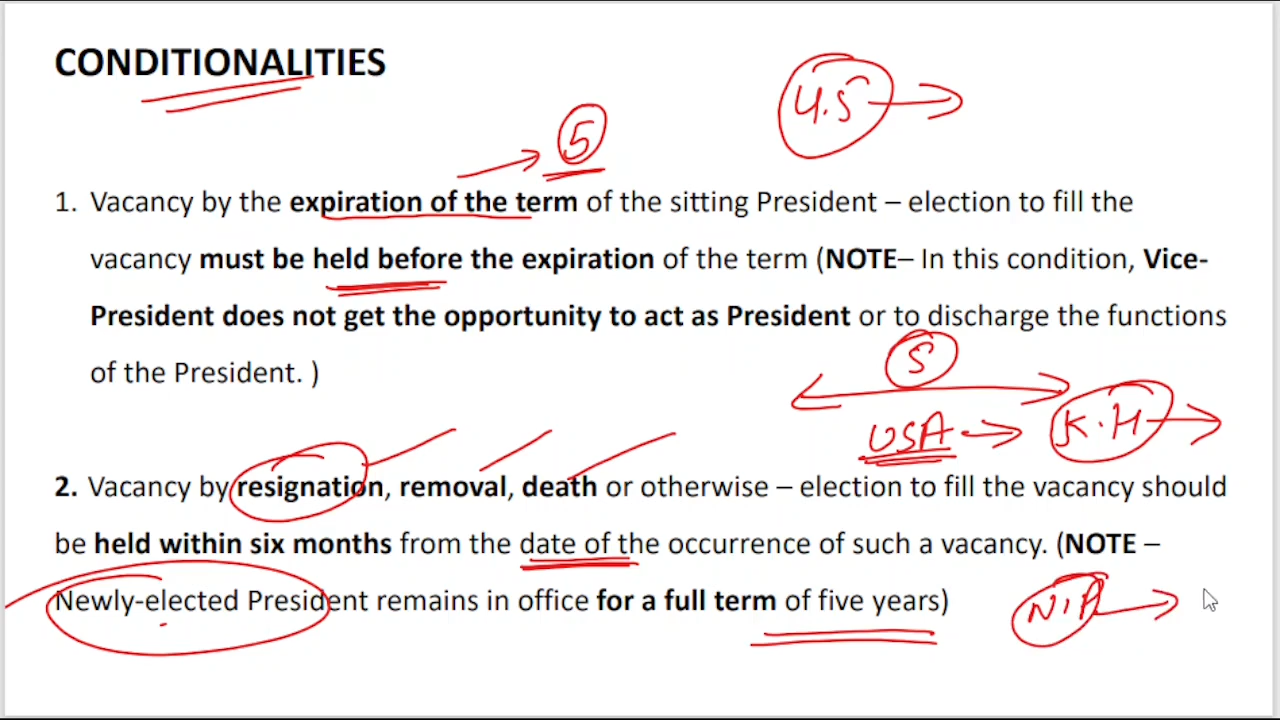 CONDITIONALITIES
U.S
5
1. Vacancy by the expiration of the term of the sitting President – election to fill the
vacancy must be held before the expiration of the term (NOTE– In this condition, Vice-
President does not get the opportunity to act as President or to discharge the functions
of the President. )
S
USA K.H
2. Vacancy by resignation, removal, death or otherwise – election to fill the vacancy should
be held within six months from the date of the occurrence of such a vacancy. (NOTE –
Newly-elected President remains in office for a full term of five years)